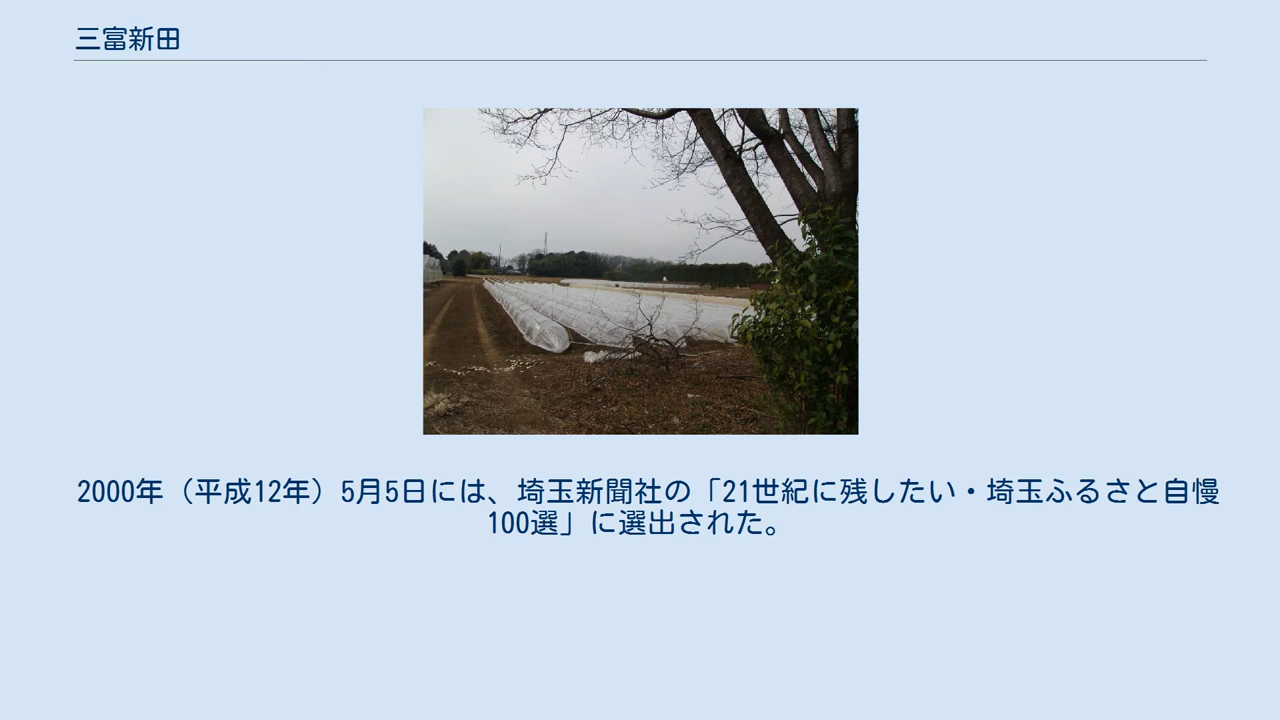 三富新田
2000年（平成12年）5月5日には、埼玉新聞社の「21世紀に残したい・埼玉ふるさと自慢
100選」に選出された。